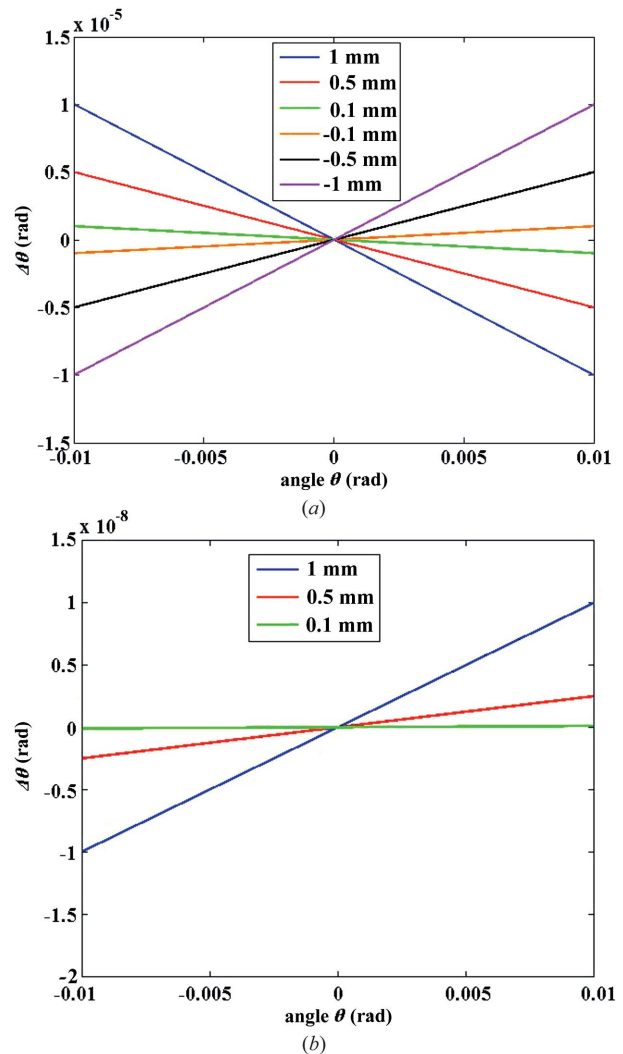 x 10-5
1.5
1
0.5
0
-0.5
-1
-1.5
Δθ (rad)
1 mm
0.5 mm
0.1 mm
-0.1 mm
-0.5 mm
-1 mm
-0.01 -0.005 0 0.005 0.01
angle θ (rad)
(a)
x 10-8
1.5
1
0.5
0
-0.5
-1
-1.5
-2
Δθ (rad)
1 mm
0.5 mm
0.1 mm
-0.01 -0.005 0 0.005 0.01
angle θ (rad)
(b)